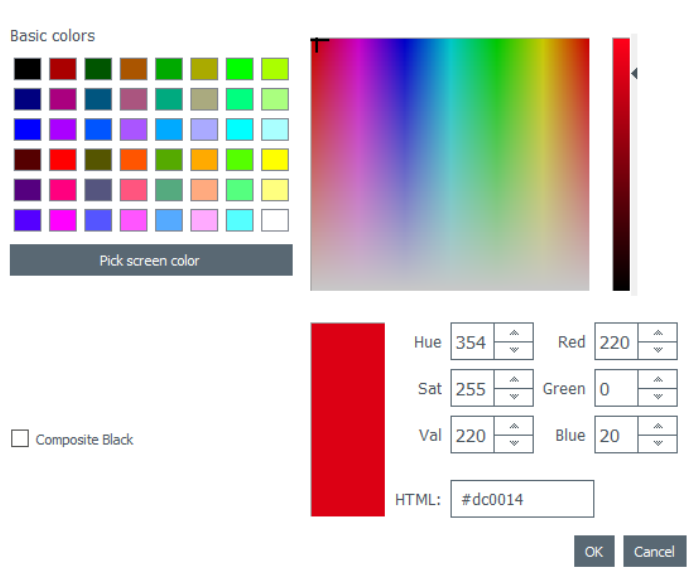 Basic colors
Pick screen color
Hue 354 Red 220
Sat 255 Green 0
Composite Black
Val 220 Blue 20
HTML: #dc0014
OK Cancel